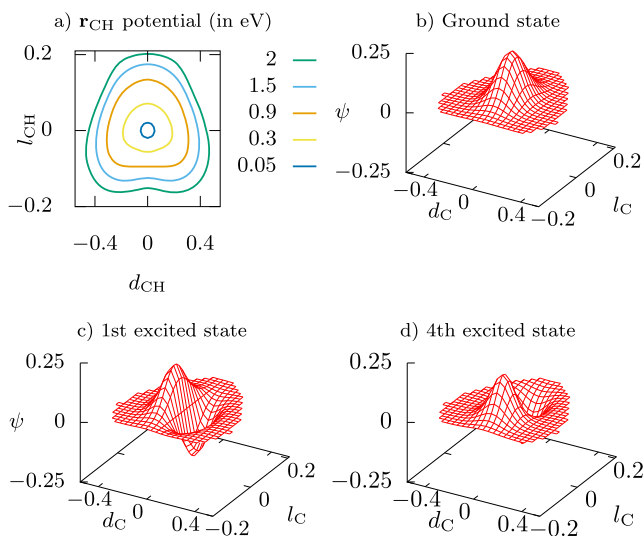 a) r_CH potential (in eV)
0.2
0
−0.2
l_CH
−0.4 0 0.4
d_CH
2
1.5
0.9
0.3
0.05
b) Ground state
0.25
0
−0.25
ψ
−0.4 0 0.4
d_C
−0.2 0 0.2
l_C
c) 1st excited state
0.25
0
−0.25
ψ
−0.4 0 0.4
d_C
−0.2 0 0.2
l_C
d) 4th excited state
0.25
0
−0.25
−0.4 0 0.4
d_C
−0.2 0 0.2
l_C